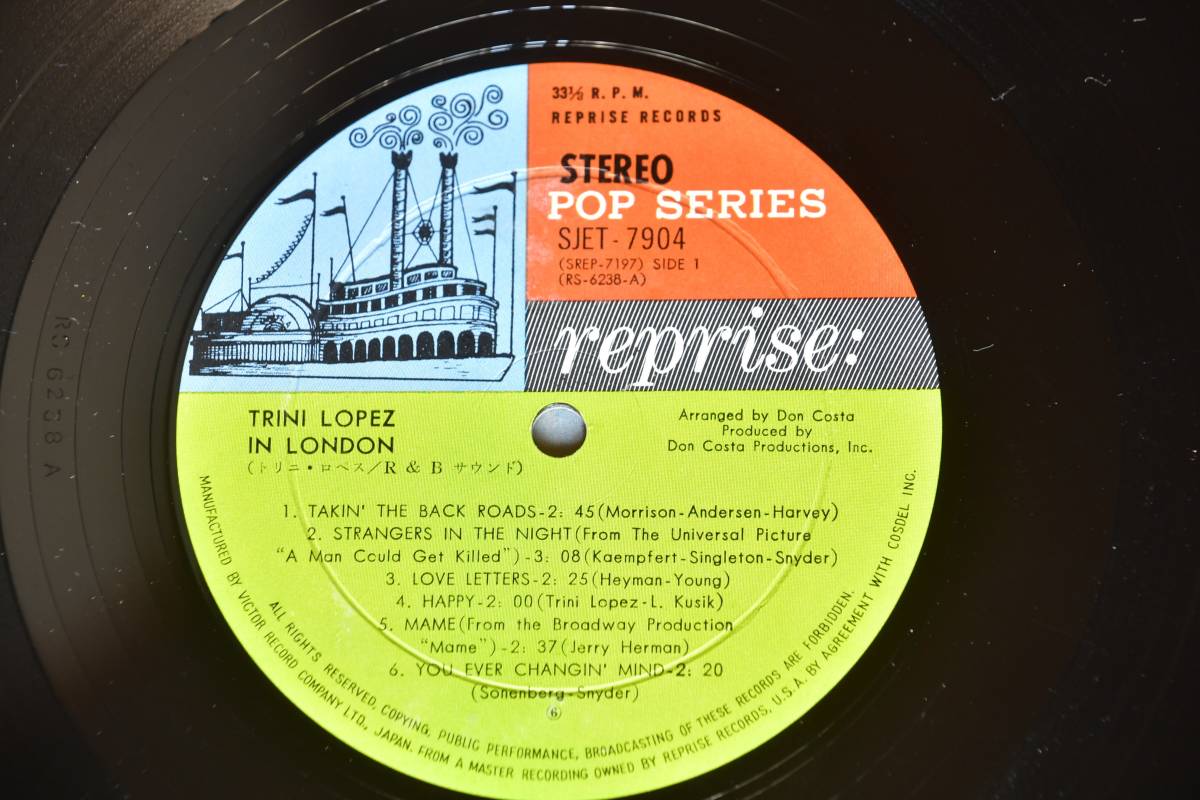 33⅓ R. P. M.
REPRISE RECORDS
STEREO
POP SERIES
SJET-7904
(SREP-7197) SIDE 1
(RS-6238-A)
reprise:
TRINI LOPEZ
IN LONDON
(トリニ・ロペス/R & B サウンド)
Arranged by Don Costa
Produced by
Don Costa Productions, Inc.
1. TAKIN' THE BACK ROADS-2: 45(Morrison-Andersen-Harvey)
2. STRANGERS IN THE NIGHT(From The Universal Picture
"A Man Could Get Killed")-3: 08(Kaempfert-Singleton-Snyder)
3. LOVE LETTERS-2: 25(Heyman-Young)
4. HAPPY-2: 00(Trini Lopez-L. Kusik)
5. MAME(From the Broadway Production
"Mame")-2: 37(Jerry Herman)
6. YOU EVER CHANGIN' MIND-2: 20
(Sonenberg-Snyder)
⑥
ALL RIGHTS RESERVED, COPYING, PUBLIC PERFORMANCE, BROADCASTING OF THESE RECORDS ARE FORBIDDEN.
MANUFACTURED BY VICTOR RECORD COMPANY LTD, JAPAN. FROM A MASTER RECORDING OWNED BY REPRISE RECORDS, U.S.A. BY AGREEMENT WITH COSDEL INC.
RS 6238 A